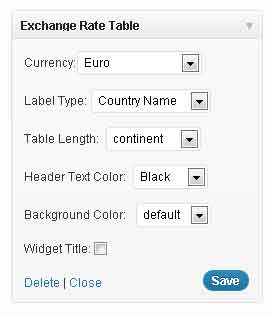 Exchange Rate Table
Currency: Euro
Label Type: Country Name
Table Length: continent
Header Text Color: Black
Background Color: default
Widget Title:
Delete | Close Save